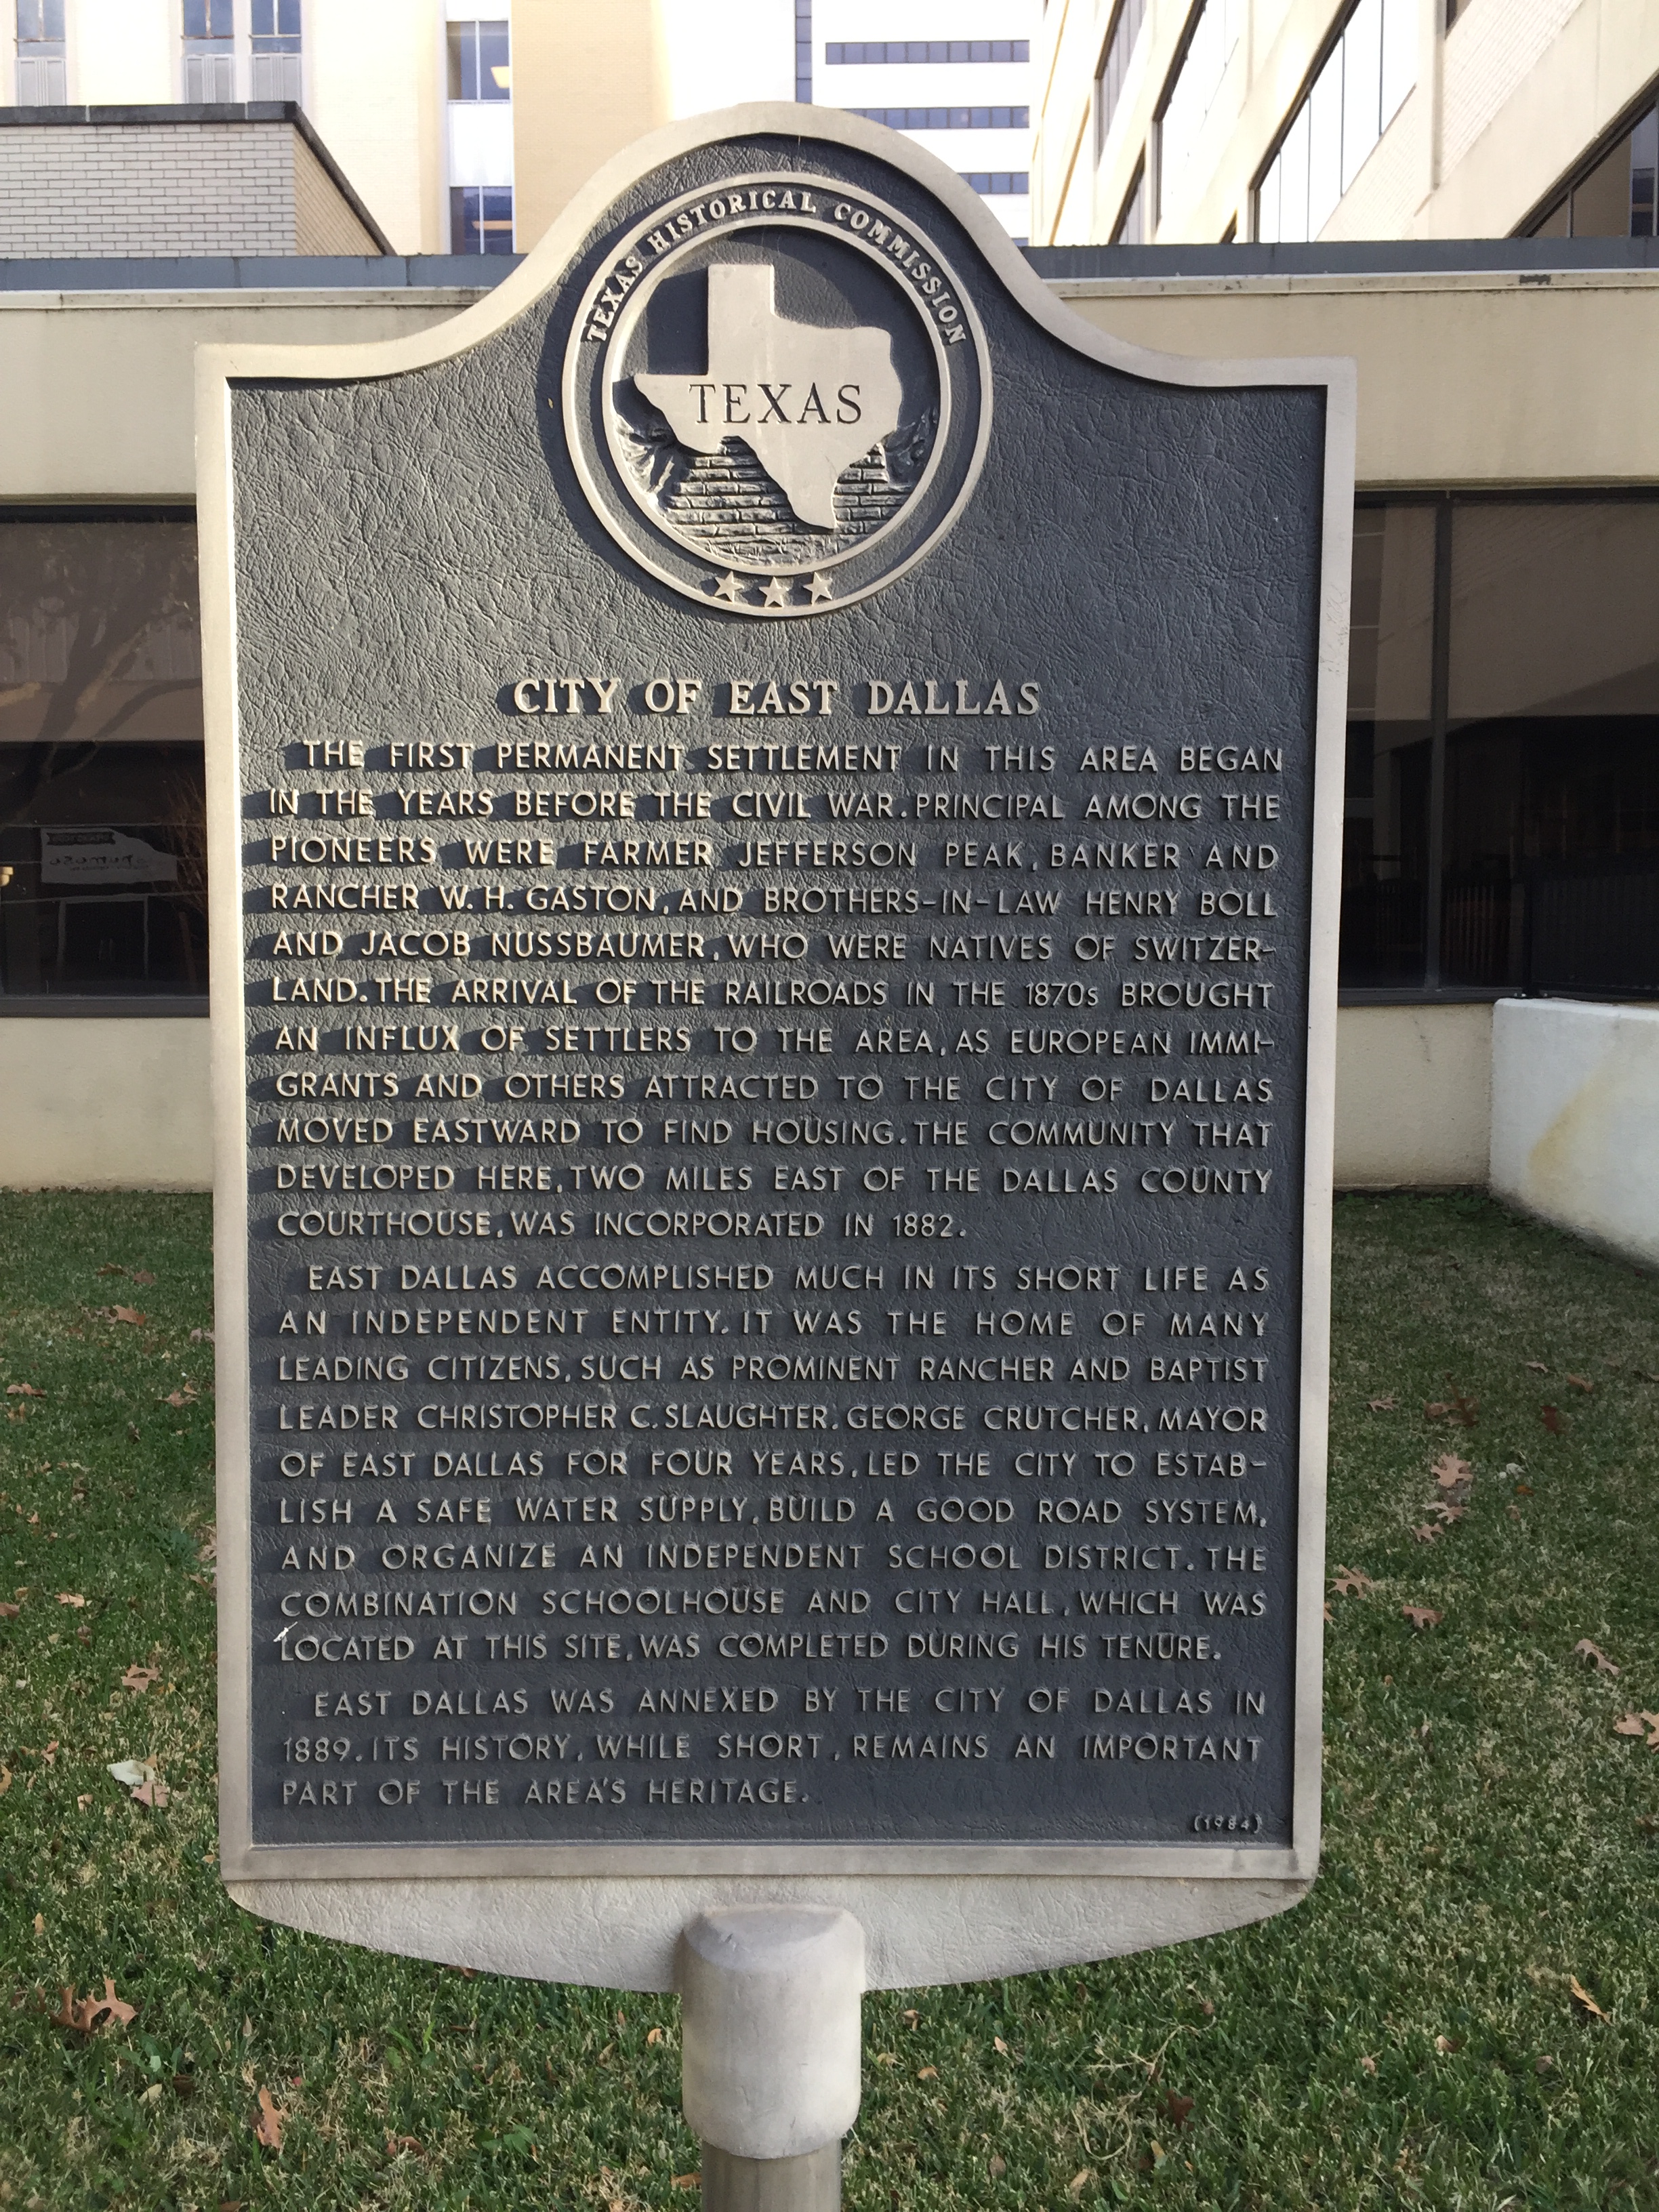 TEXAS HISTORICAL COMMISSION
TEXAS
CITY OF EAST DALLAS
THE FIRST PERMANENT SETTLEMENT IN THIS AREA BEGAN
IN THE YEARS BEFORE THE CIVIL WAR. PRINCIPAL AMONG THE
PIONEERS WERE FARMER JEFFERSON PEAK, BANKER AND
RANCHER W. H. GASTON, AND BROTHERS-IN-LAW HENRY BOLL
AND JACOB NUSSBAUMER, WHO WERE NATIVES OF SWITZER-
LAND. THE ARRIVAL OF THE RAILROADS IN THE 1870s BROUGHT
AN INFLUX OF SETTLERS TO THE AREA, AS EUROPEAN IMMI-
GRANTS AND OTHERS ATTRACTED TO THE CITY OF DALLAS
MOVED EASTWARD TO FIND HOUSING. THE COMMUNITY THAT
DEVELOPED HERE, TWO MILES EAST OF THE DALLAS COUNTY
COURTHOUSE, WAS INCORPORATED IN 1882.
EAST DALLAS ACCOMPLISHED MUCH IN ITS SHORT LIFE AS
AN INDEPENDENT ENTITY. IT WAS THE HOME OF MANY
LEADING CITIZENS, SUCH AS PROMINENT RANCHER AND BAPTIST
LEADER CHRISTOPHER C. SLAUGHTER. GEORGE CRUTCHER, MAYOR
OF EAST DALLAS FOR FOUR YEARS, LED THE CITY TO ESTAB-
LISH A SAFE WATER SUPPLY, BUILD A GOOD ROAD SYSTEM,
AND ORGANIZE AN INDEPENDENT SCHOOL DISTRICT. THE
COMBINATION SCHOOLHOUSE AND CITY HALL, WHICH WAS
LOCATED AT THIS SITE, WAS COMPLETED DURING HIS TENURE.
EAST DALLAS WAS ANNEXED BY THE CITY OF DALLAS IN
1889. ITS HISTORY, WHILE SHORT, REMAINS AN IMPORTANT
PART OF THE AREA'S HERITAGE.
(1984)